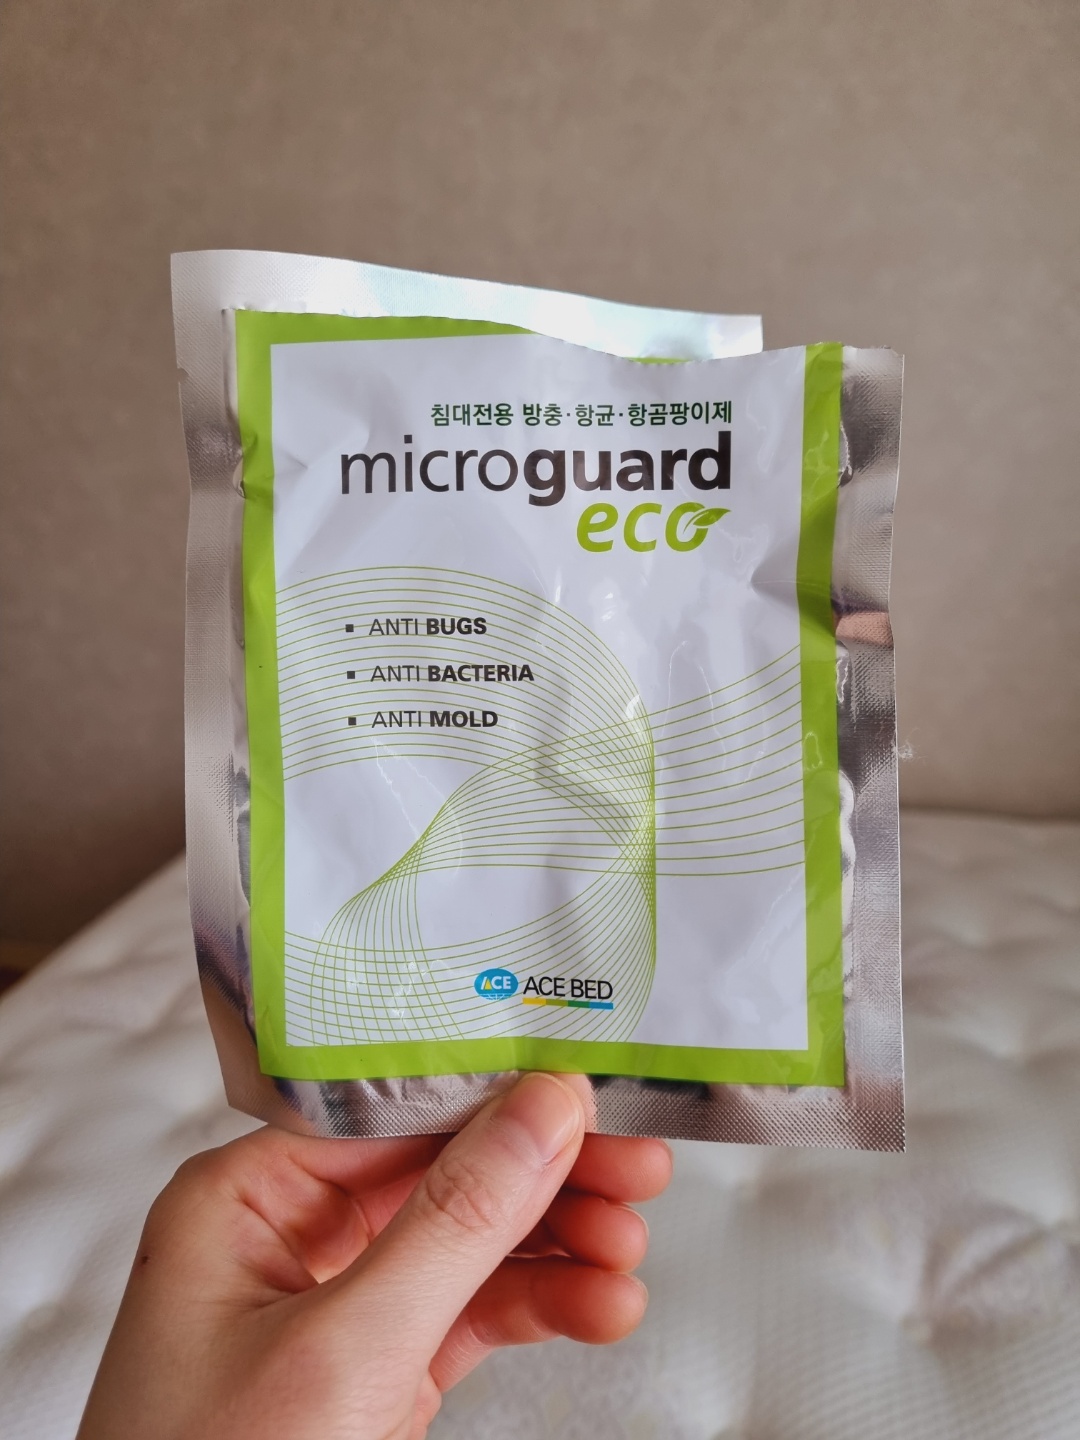 침대전용 방충·항균·항곰팡이제
microguard
eco
▪ ANTI BUGS
▪ ANTI BACTERIA
▪ ANTI MOLD
ACE ACE BED